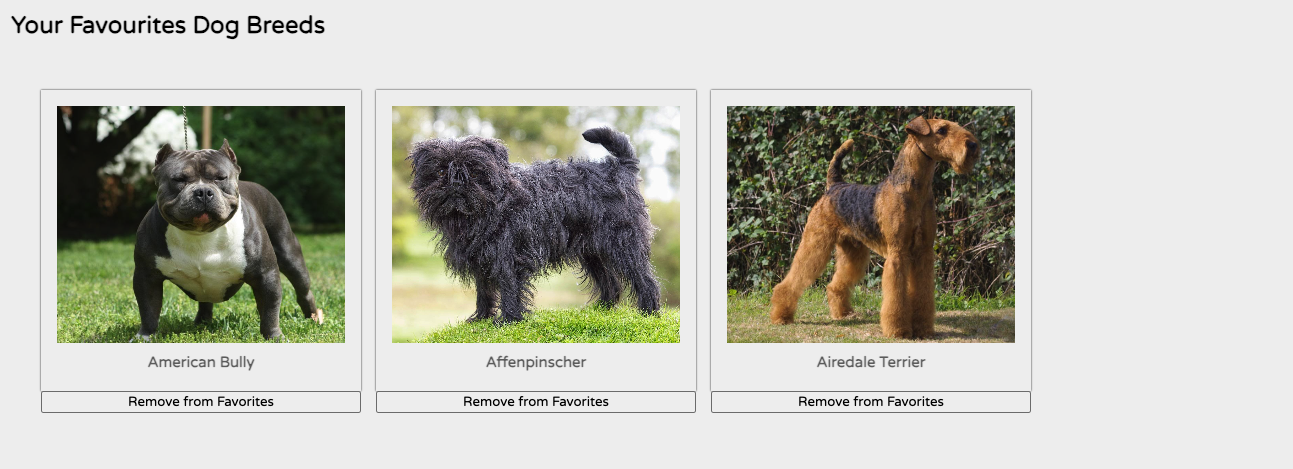 Your Favourites Dog Breeds
American Bully
Affenpinscher
Airedale Terrier
Remove from Favorites
Remove from Favorites
Remove from Favorites